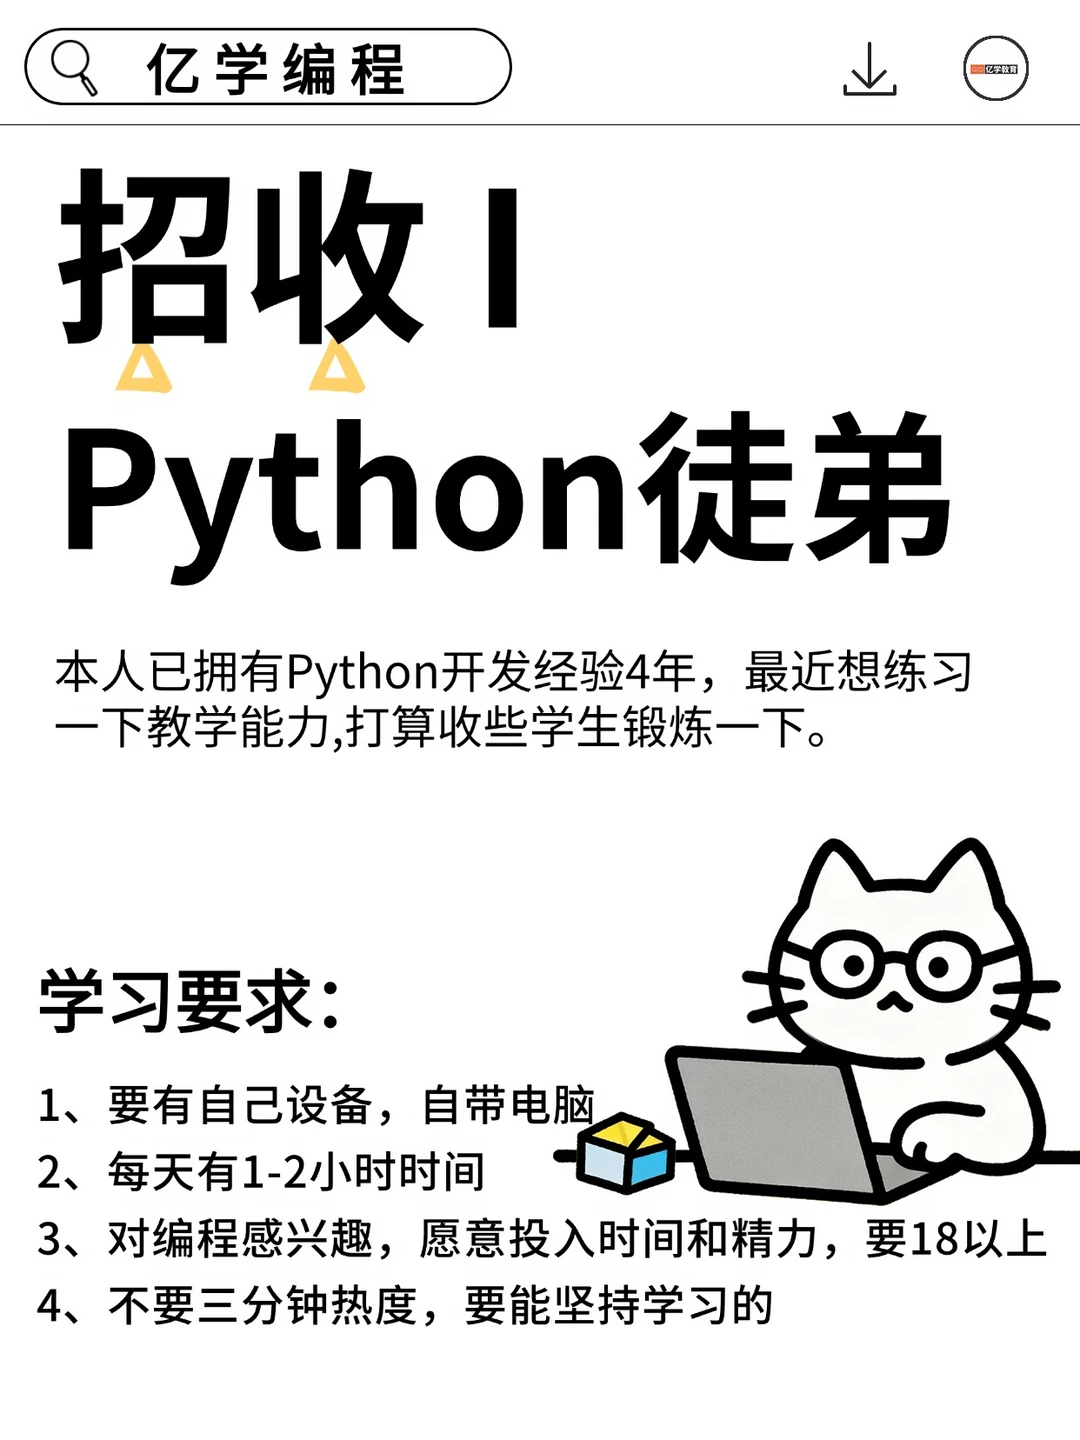 亿学编程
亿学教育
招收 I
Python徒弟
本人已拥有Python开发经验4年，最近想练习
一下教学能力,打算收些学生锻炼一下。
学习要求：
1、要有自己设备，自带电脑
2、每天有1-2小时时间
3、对编程感兴趣，愿意投入时间和精力，要18以上
4、不要三分钟热度，要能坚持学习的